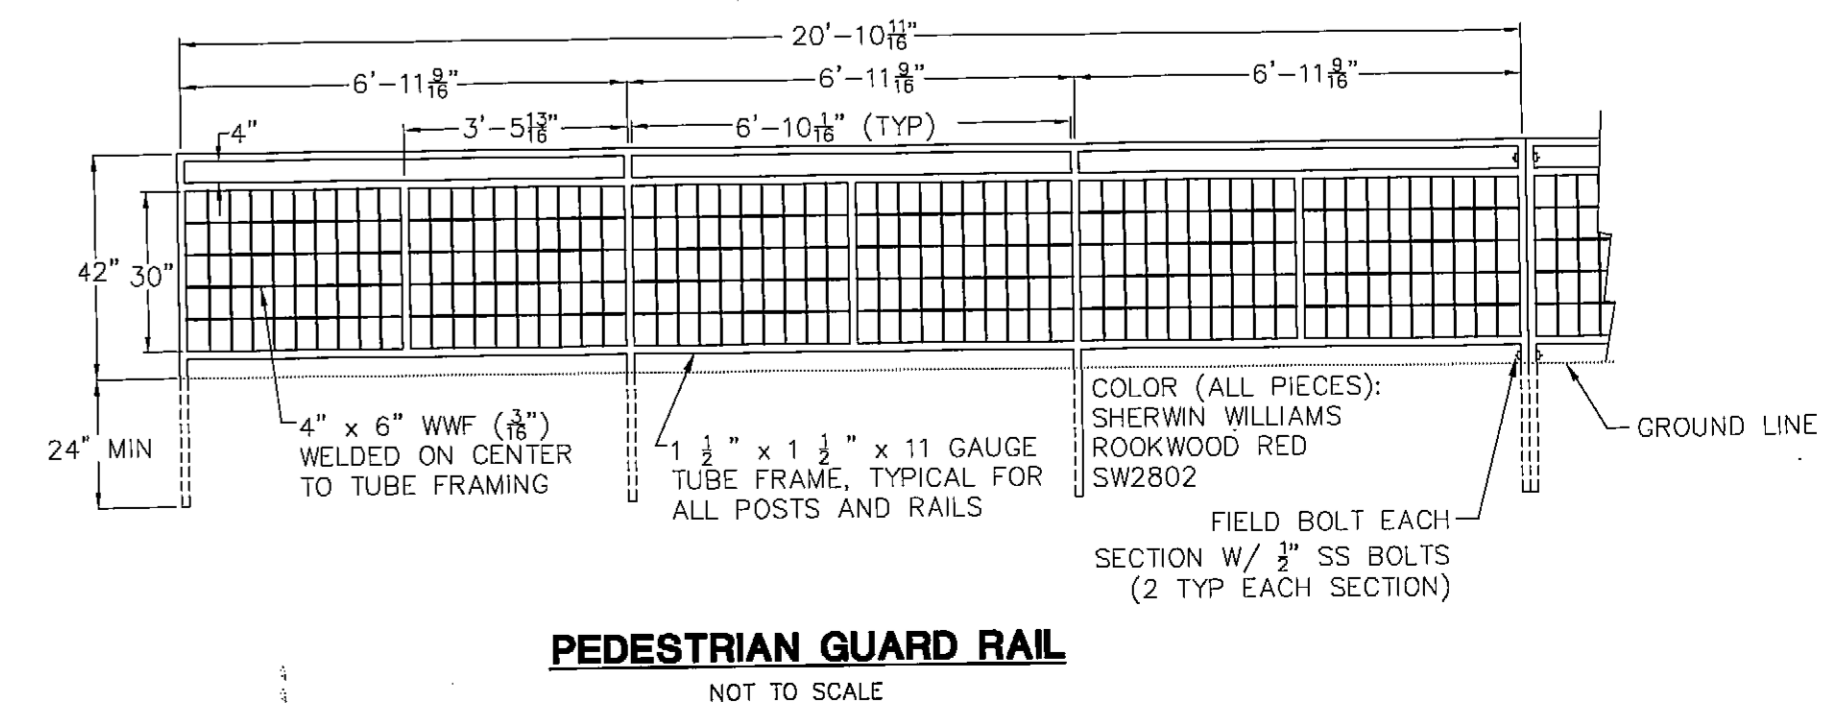 20'-10 11/16"
6'-11 9/16"
6'-11 9/16"
6'-11 9/16"
4"
3'-5 13/16"
6'-10 1/16" (TYP)
42"
30"
24" MIN
4" x 6" WWF (3/16")
WELDED ON CENTER
TO TUBE FRAMING
1 1/2" x 1 1/2" x 11 GAUGE
TUBE FRAME, TYPICAL FOR
ALL POSTS AND RAILS
COLOR (ALL PIECES):
SHERWIN WILLIAMS
ROOKWOOD RED
SW2802
GROUND LINE
FIELD BOLT EACH
SECTION W/ 1/2" SS BOLTS
(2 TYP EACH SECTION)
PEDESTRIAN GUARD RAIL
NOT TO SCALE